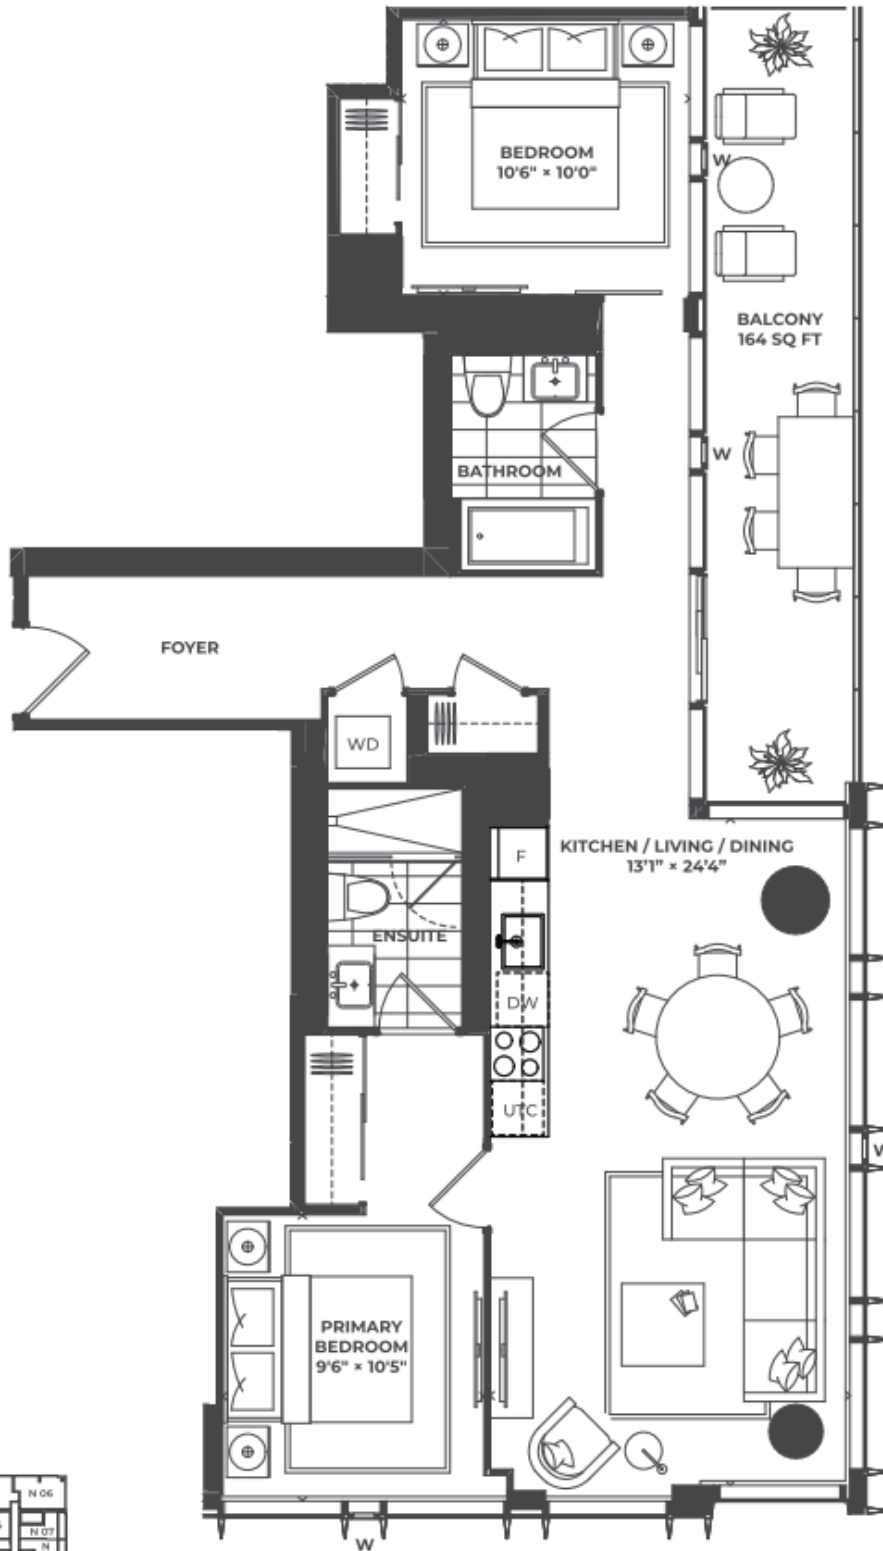 BEDROOM
10'6" × 10'0"
W
BALCONY
164 SQ FT
W
BATHROOM
FOYER
WD
F
KITCHEN / LIVING / DINING
13'1" × 24'4"
ENSUITE
DW
UTC
W
PRIMARY
BEDROOM
9'6" × 10'5"
N 06
N 07
N
W